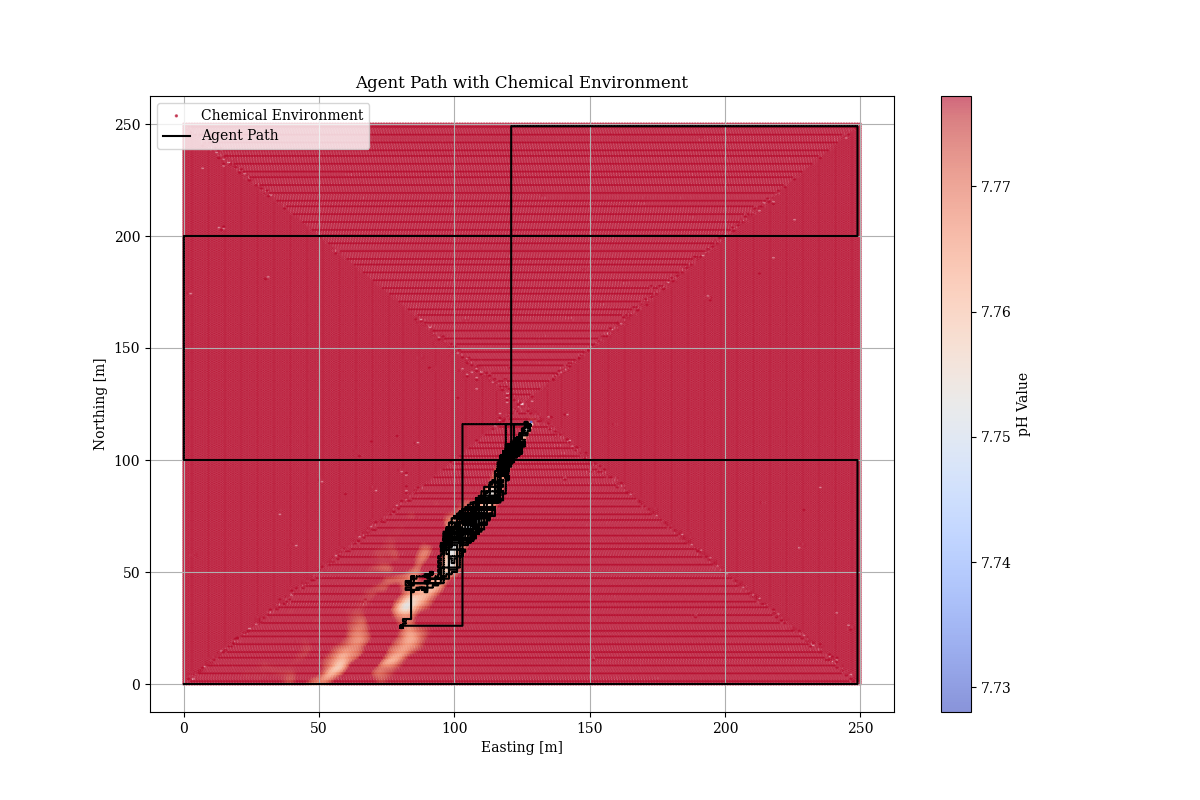 Agent Path with Chemical Environment
Chemical Environment
Agent Path
250
200
150
100
50
0
Northing [m]
0
50
100
150
200
250
Easting [m]
7.77
7.76
7.75
7.74
7.73
pH Value